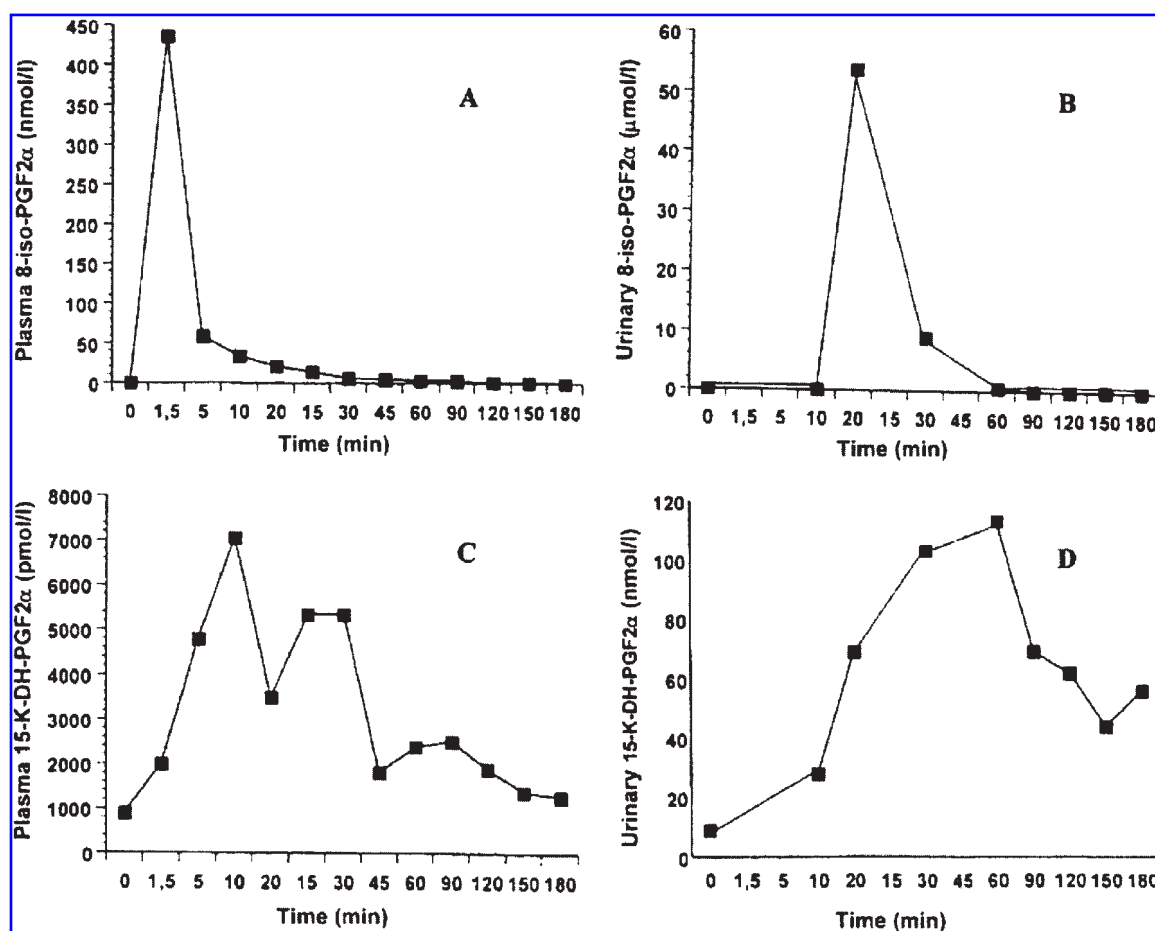 Plasma 8-iso-PGF2α (nmol/l)
450
400
350
300
250
200
150
100
50
0
A
0 1,5 5 10 20 15 30 45 60 90 120 150 180
Time (min)
Urinary 8-iso-PGF2α (μmol/l)
60
50
40
30
20
10
0
B
0 1,5 5 10 20 15 30 45 60 90 120 150 180
Time (min)
Plasma 15-K-DH-PGF2α (pmol/l)
8000
7000
6000
5000
4000
3000
2000
1000
0
C
0 1,5 5 10 20 15 30 45 60 90 120 150 180
Time (min)
Urinary 15-K-DH-PGF2α (nmol/l)
120
100
80
60
40
20
0
D
0 1,5 5 10 20 15 30 45 60 90 120 150 180
Time (min)